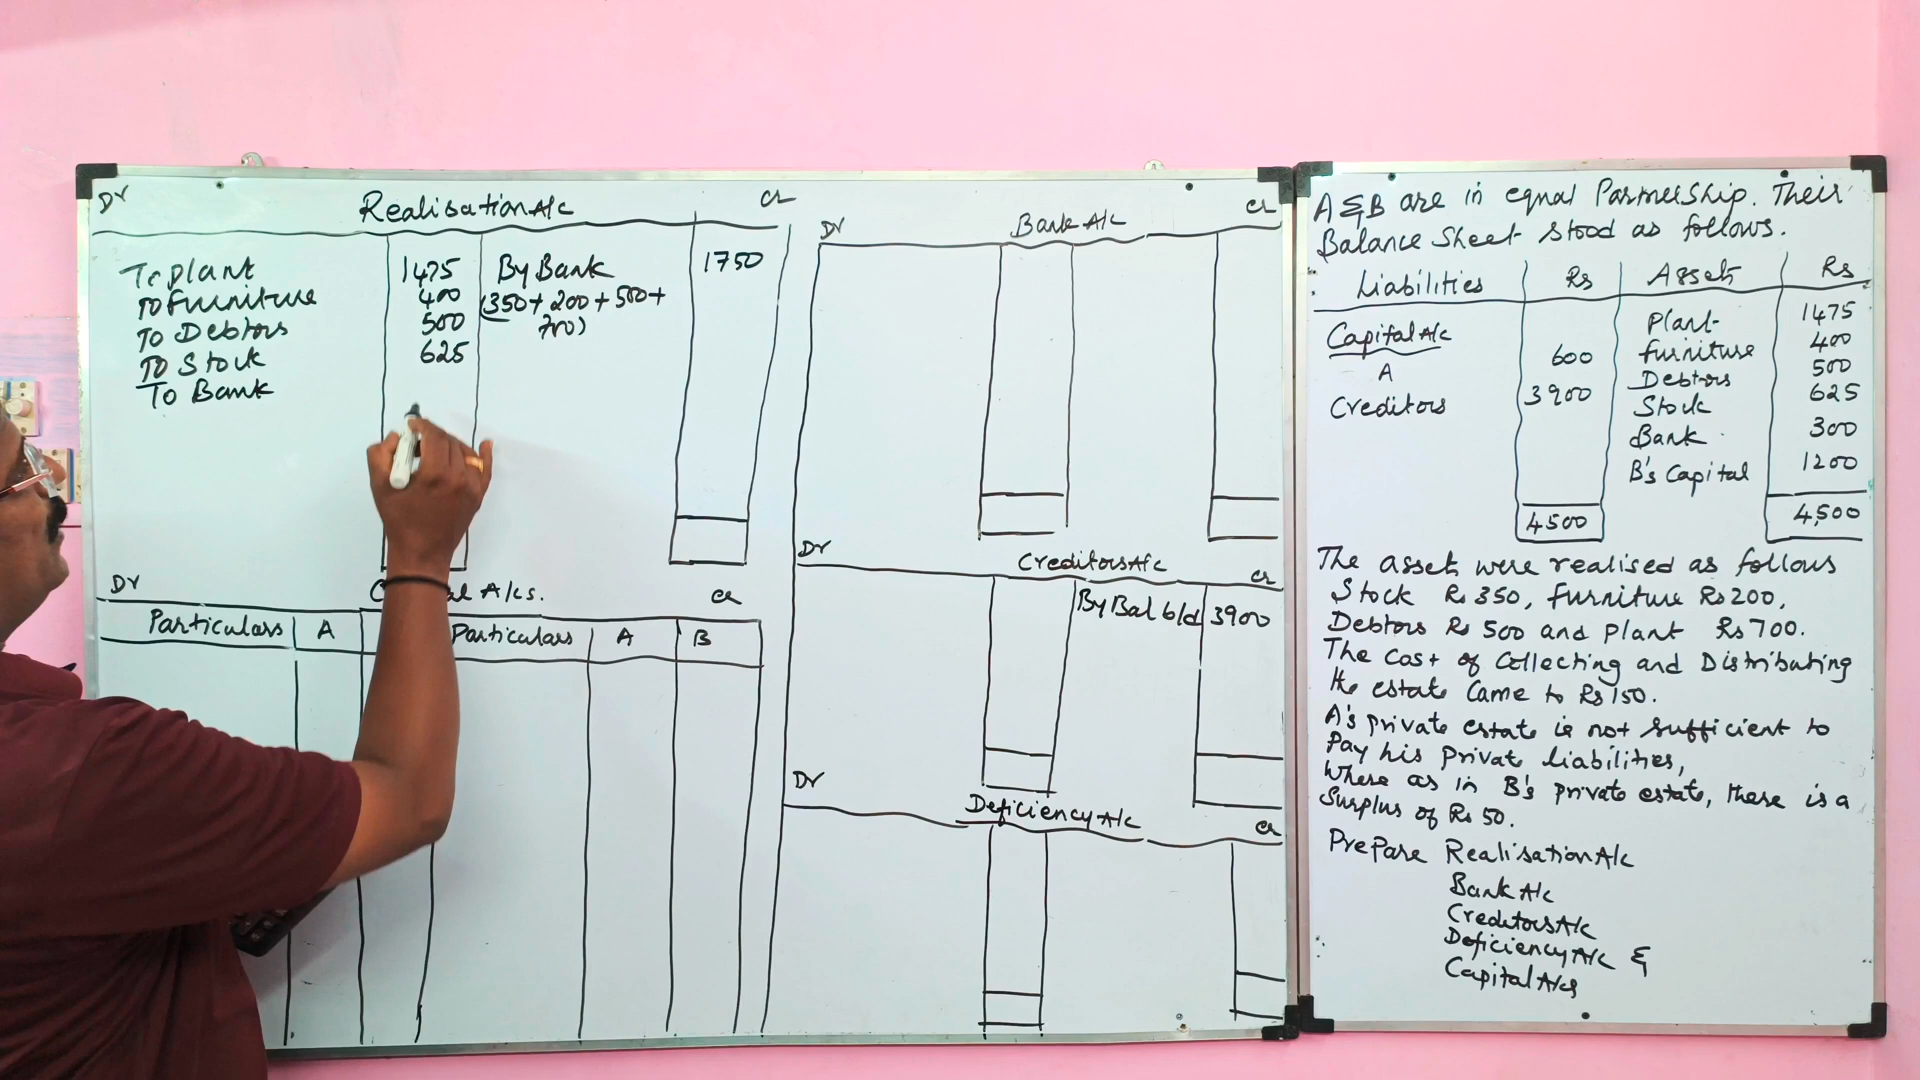 Dr Realisation A/c Cr
To Plant 1475 By Bank 1750
To Furniture 400 (350+200+500+
To Debtors 500 700)
To Stock 625
To Bank
Dr A/cs. Cr
Particulars A Particulars A B
Dr Bank A/c Cr
Dr Creditors A/c Cr
By Bal b/d 3900
Dr Deficiency A/c Cr
A & B are in equal Partnership. Their
Balance Sheet stood as follows.
Liabilities Rs Assets Rs
Capital A/c Plant 1475
A 600 Furniture 400
Creditors 3900 Debtors 500
Stock 625
Bank 300
B's Capital 1200
4500 4,500
The assets were realised as follows
Stock Rs 350, Furniture Rs 200,
Debtors Rs 500 and Plant Rs 700.
The Cost of Collecting and Distributing
the estate Came to Rs 150.
A's private estate is not sufficient to
Pay his Private liabilities,
Where as in B's private estate, there is a
Surplus of Rs 50.
Prepare Realisation A/c
Bank A/c
Creditors A/c
Deficiency A/c &
Capital A/cs